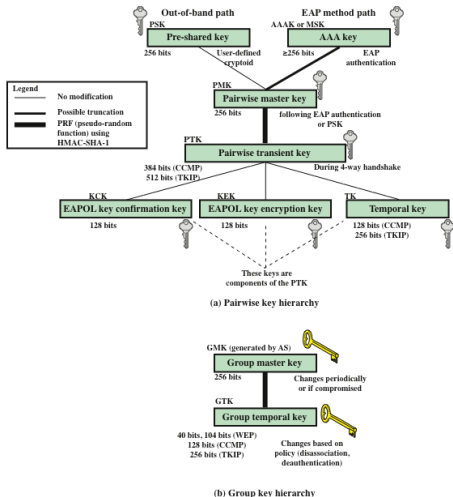 Out-of-band path
EAP method path
PSK
Pre-shared key
256 bits
User-defined
cryptoid
AAAK or MSK
AAA key
≥256 bits
EAP
authentication
Legend
No modification
Possible truncation
PRF (pseudo-random
function) using
HMAC-SHA-1
PMK
Pairwise master key
256 bits
following EAP authentication
or PSK
PTK
Pairwise transient key
During 4-way handshake
384 bits (CCMP)
512 bits (TKIP)
KCK
EAPOL key confirmation key
128 bits
KEK
EAPOL key encryption key
128 bits
TK
Temporal key
128 bits (CCMP)
256 bits (TKIP)
These keys are
components of the PTK
(a) Pairwise key hierarchy
GMK (generated by AS)
Group master key
256 bits
Changes periodically
or if compromised
GTK
Group temporal key
40 bits, 104 bits (WEP)
128 bits (CCMP)
256 bits (TKIP)
Changes based on
policy (disassociation,
deauthentication)
(b) Group key hierarchy